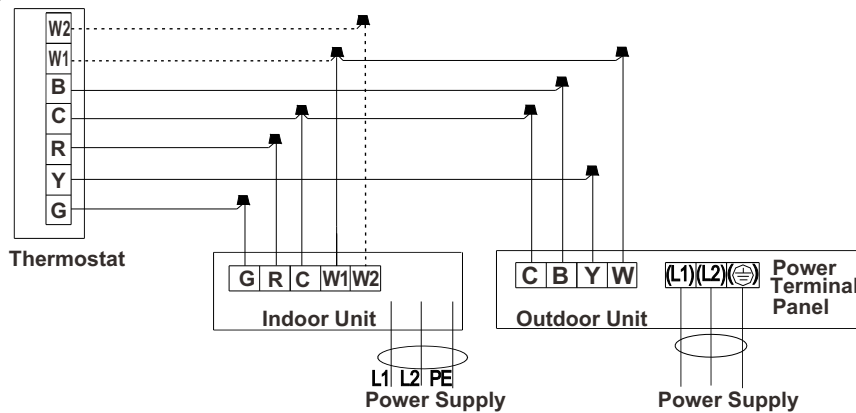 W2
W1
B
C
R
Y
G
Thermostat
G R C W1 W2
Indoor Unit
L1 L2 PE
Power Supply
C B Y W
Outdoor Unit
(L1) (L2) (⏚)
Power
Terminal
Panel
Power Supply